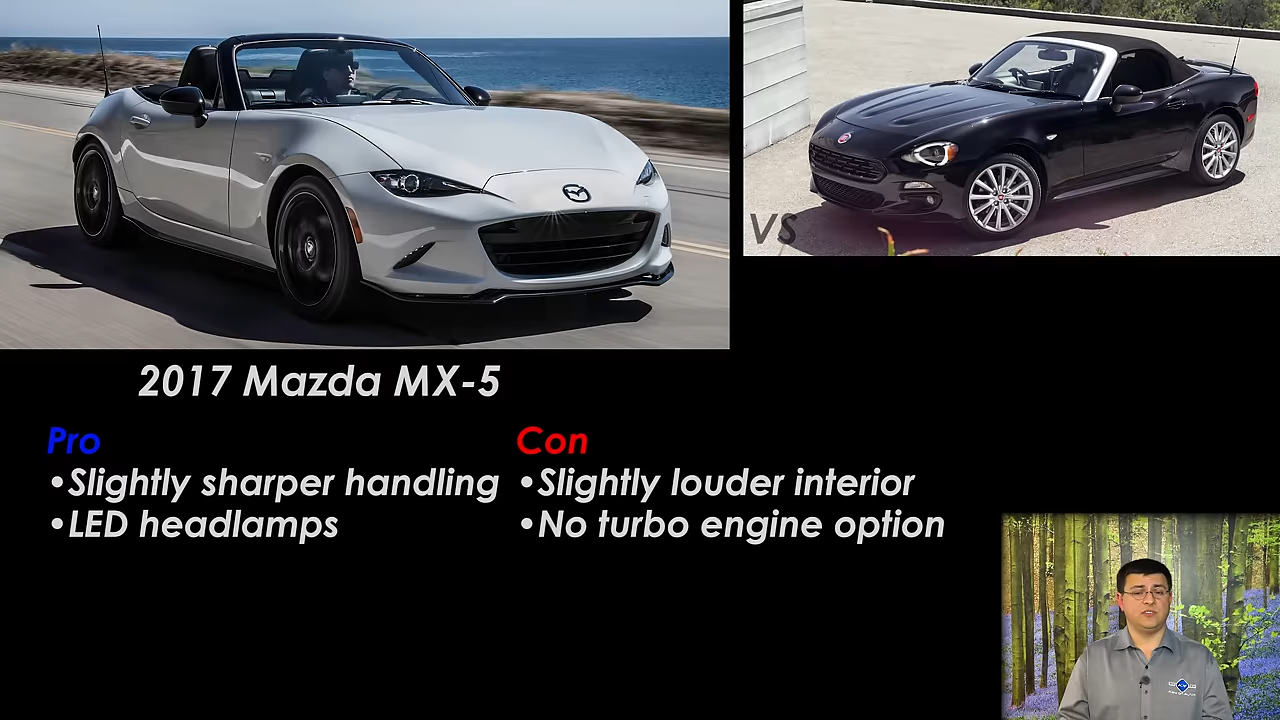 VS
2017 Mazda MX-5
Pro
•Slightly sharper handling
•LED headlamps
Con
•Slightly louder interior
•No turbo engine option